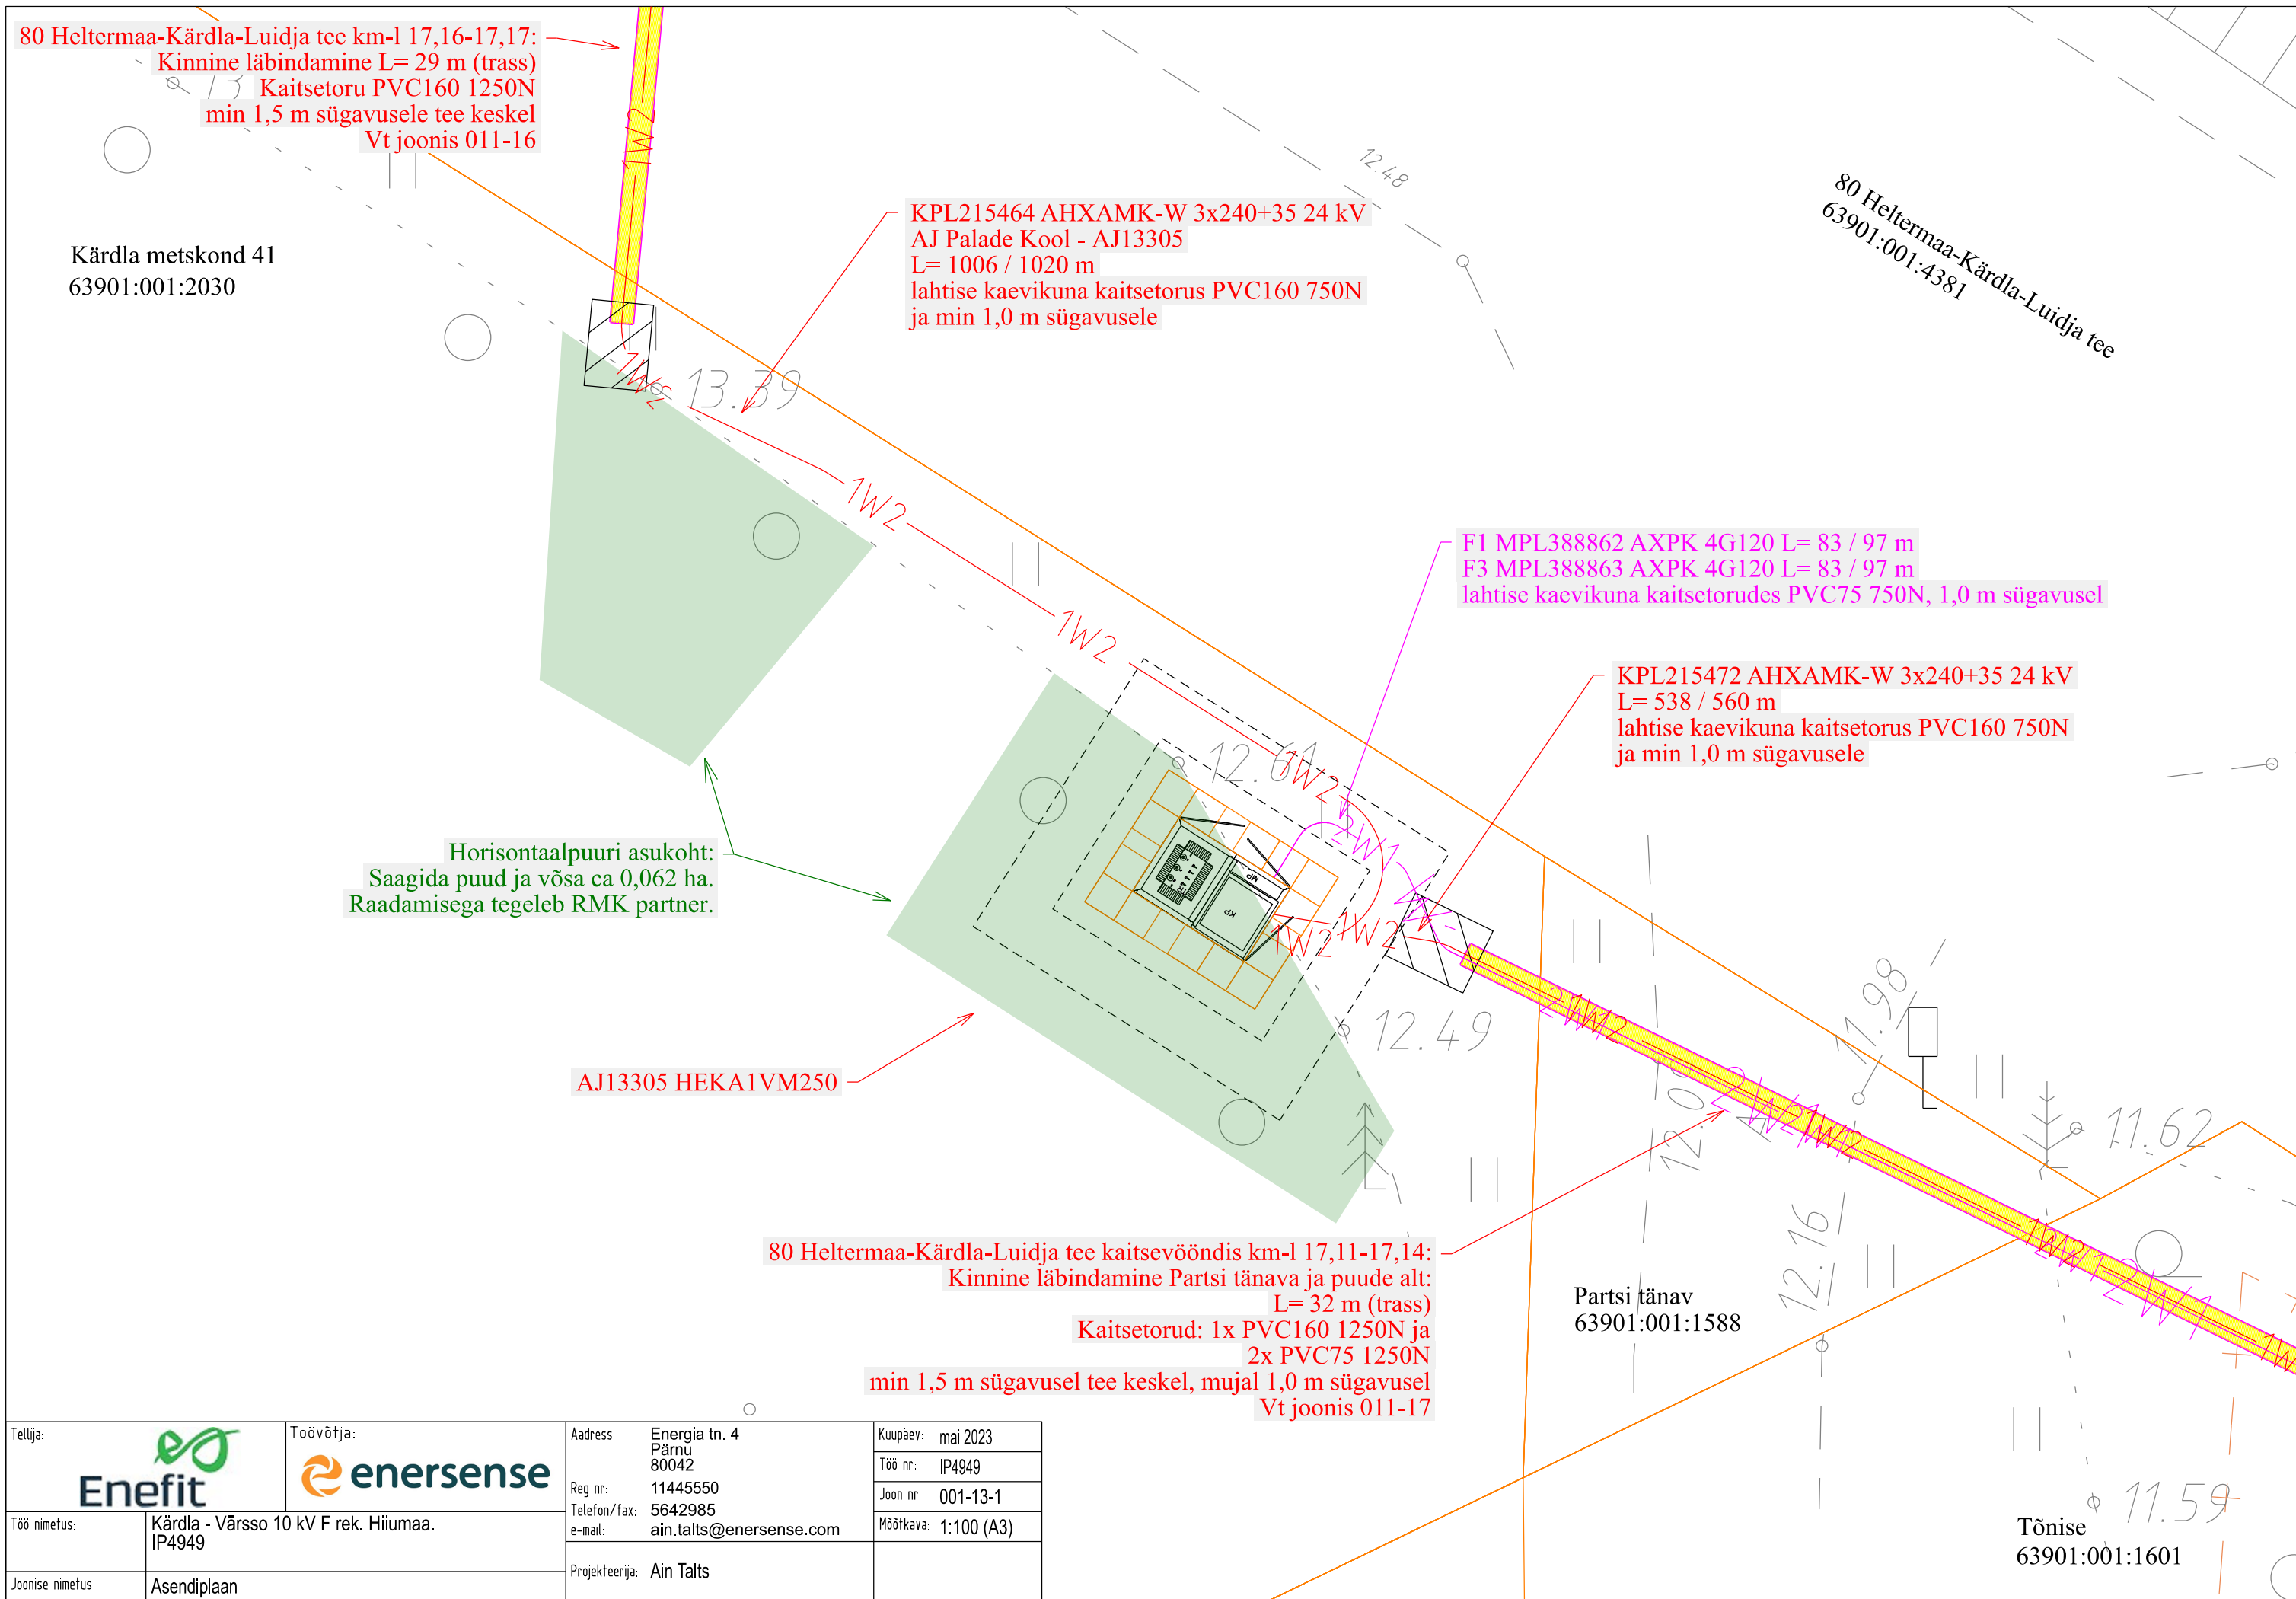 80 Heltermaa-Kärdla-Luidja tee km-l 17,16-17,17:
Kinnine läbindamine L= 29 m (trass)
Kaitsetoru PVC160 1250N
min 1,5 m sügavusele tee keskel
Vt joonis 011-16
1W2
Kärdla metskond 41
63901:001:2030
KPL215464 AHXAMK-W 3x240+35 24 kV
AJ Palade Kool - AJ13305
L= 1006 / 1020 m
lahtise kaevikuna kaitsetorus PVC160 750N
ja min 1,0 m sügavusele
12.48
80 Heltermaa-Kärdla-Luidja tee
63901:001:4381
1W2
13.39
1W2
1W2
F1 MPL388862 AXPK 4G120 L= 83 / 97 m
F3 MPL388863 AXPK 4G120 L= 83 / 97 m
lahtise kaevikuna kaitsetorudes PVC75 750N, 1,0 m sügavusel
KPL215472 AHXAMK-W 3x240+35 24 kV
L= 538 / 560 m
lahtise kaevikuna kaitsetorus PVC160 750N
ja min 1,0 m sügavusele
12.61
1W2
2W1
MP
KP
1W2
1W2
Horisontaalpuuri asukoht:
Saagida puud ja võsa ca 0,062 ha.
Raadamisega tegeleb RMK partner.
12.49
11.98
AJ13305 HEKA1VM250
11.62
12.16
80 Heltermaa-Kärdla-Luidja tee kaitsevööndis km-l 17,11-17,14:
Kinnine läbindamine Partsi tänava ja puude alt:
L= 32 m (trass)
Kaitsetorud: 1x PVC160 1250N ja
2x PVC75 1250N
min 1,5 m sügavusel tee keskel, mujal 1,0 m sügavusel
Vt joonis 011-17
1W2
2W1
Partsi tänav
63901:001:1588
11.59
Tõnise
63901:001:1601
Tellija:
Enefit
Töövõtja:
enersense
Aadress: Energia tn. 4
Pärnu
80042
Reg nr: 11445550
Telefon/fax: 5642985
e-mail: ain.talts@enersense.com
Projekteerija: Ain Talts
Kuupäev: mai 2023
Töö nr: IP4949
Joon nr: 001-13-1
Mõõtkava: 1:100 (A3)
Töö nimetus: Kärdla - Värsso 10 kV F rek. Hiiumaa.
IP4949
Joonise nimetus: Asendiplaan